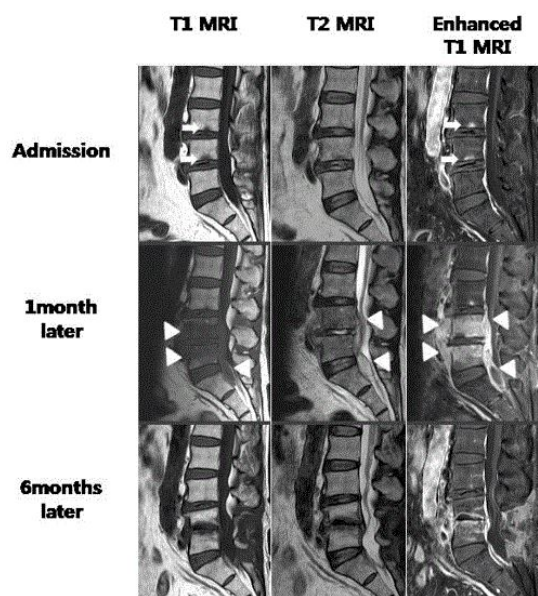 T1 MRI T2 MRI Enhanced
T1 MRI
Admission
1month
later
6months
later